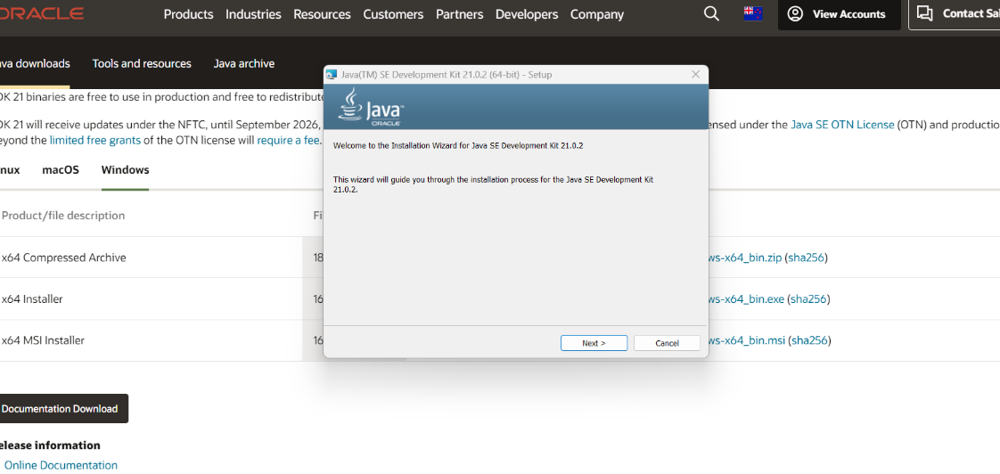 ORACLE
Products Industries Resources Customers Partners Developers Company
View Accounts
Contact Sal
ava downloads Tools and resources Java archive
Java(TM) SE Development Kit 21.0.2 (64-bit) - Setup
Java™
ORACLE
DK 21 binaries are free to use in production and free to redistribute
DK 21 will receive updates under the NFTC, until September 2026, ensed under the Java SE OTN License (OTN) and productio
eyond the limited free grants of the OTN license will require a fee.
Welcome to the Installation Wizard for Java SE Development Kit 21.0.2
This wizard will guide you through the installation process for the Java SE Development Kit
21.0.2.
nux macOS Windows
Product/file description Fi
x64 Compressed Archive 18 ws-x64_bin.zip (sha256)
x64 Installer 16 ws-x64_bin.exe (sha256)
x64 MSI Installer 16 ws-x64_bin.msi (sha256)
Next > Cancel
Documentation Download
elease information
Online Documentation